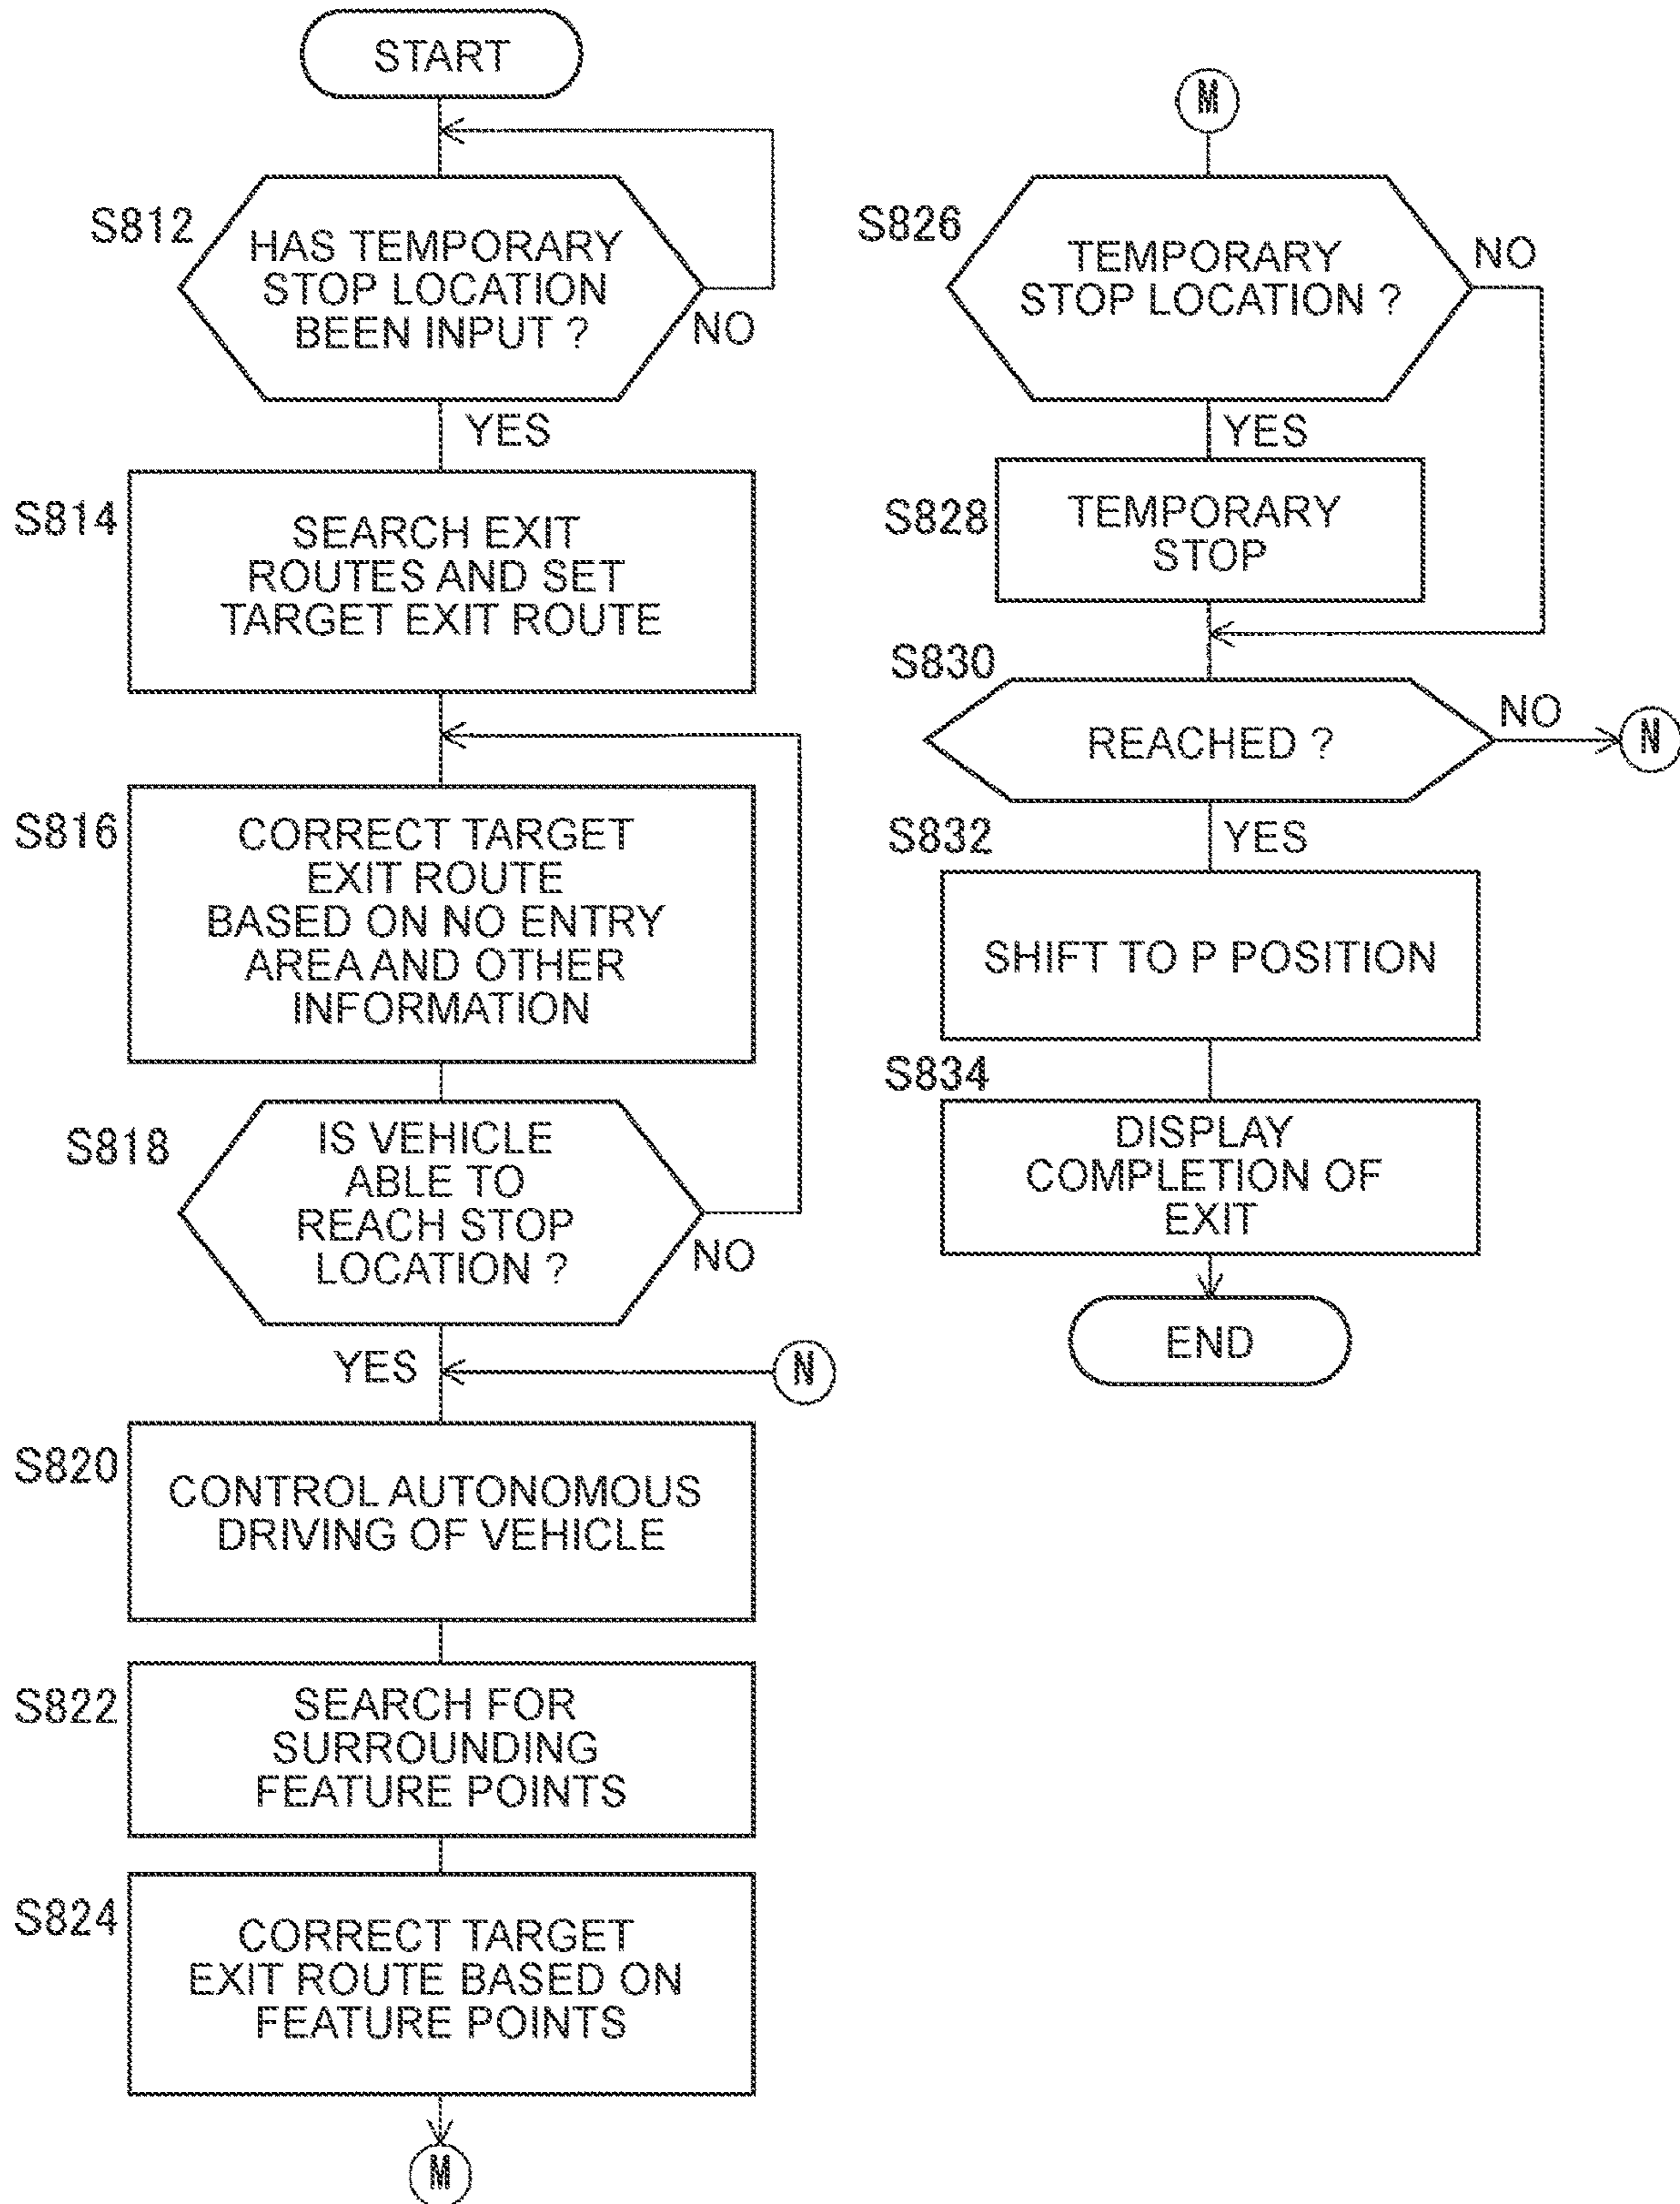 START
S812
HAS TEMPORARY
STOP LOCATION
BEEN INPUT ?
NO
YES
S814
SEARCH EXIT
ROUTES AND SET
TARGET EXIT ROUTE
S816
CORRECT TARGET
EXIT ROUTE
BASED ON NO ENTRY
AREA AND OTHER
INFORMATION
S818
IS VEHICLE
ABLE TO
REACH STOP
LOCATION ?
NO
YES
N
S820
CONTROL AUTONOMOUS
DRIVING OF VEHICLE
S822
SEARCH FOR
SURROUNDING
FEATURE POINTS
S824
CORRECT TARGET
EXIT ROUTE BASED ON
FEATURE POINTS
M
M
S826
TEMPORARY
STOP LOCATION ?
NO
YES
S828
TEMPORARY
STOP
S830
REACHED ?
NO
N
YES
S832
SHIFT TO P POSITION
S834
DISPLAY
COMPLETION OF
EXIT
END